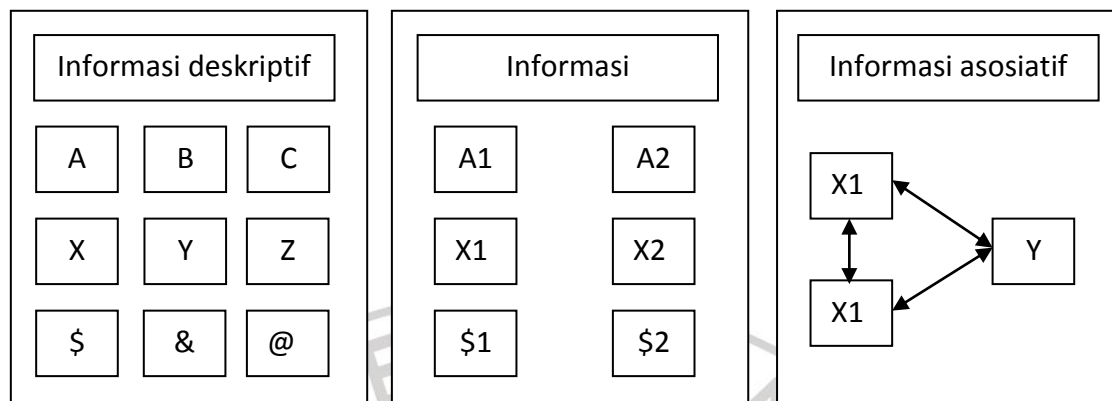 Informasi deskriptif
A B C
X Y Z
$ & @
Informasi
A1 A2
X1 X2
$1 $2
Informasi asosiatif
X1
Y
X1